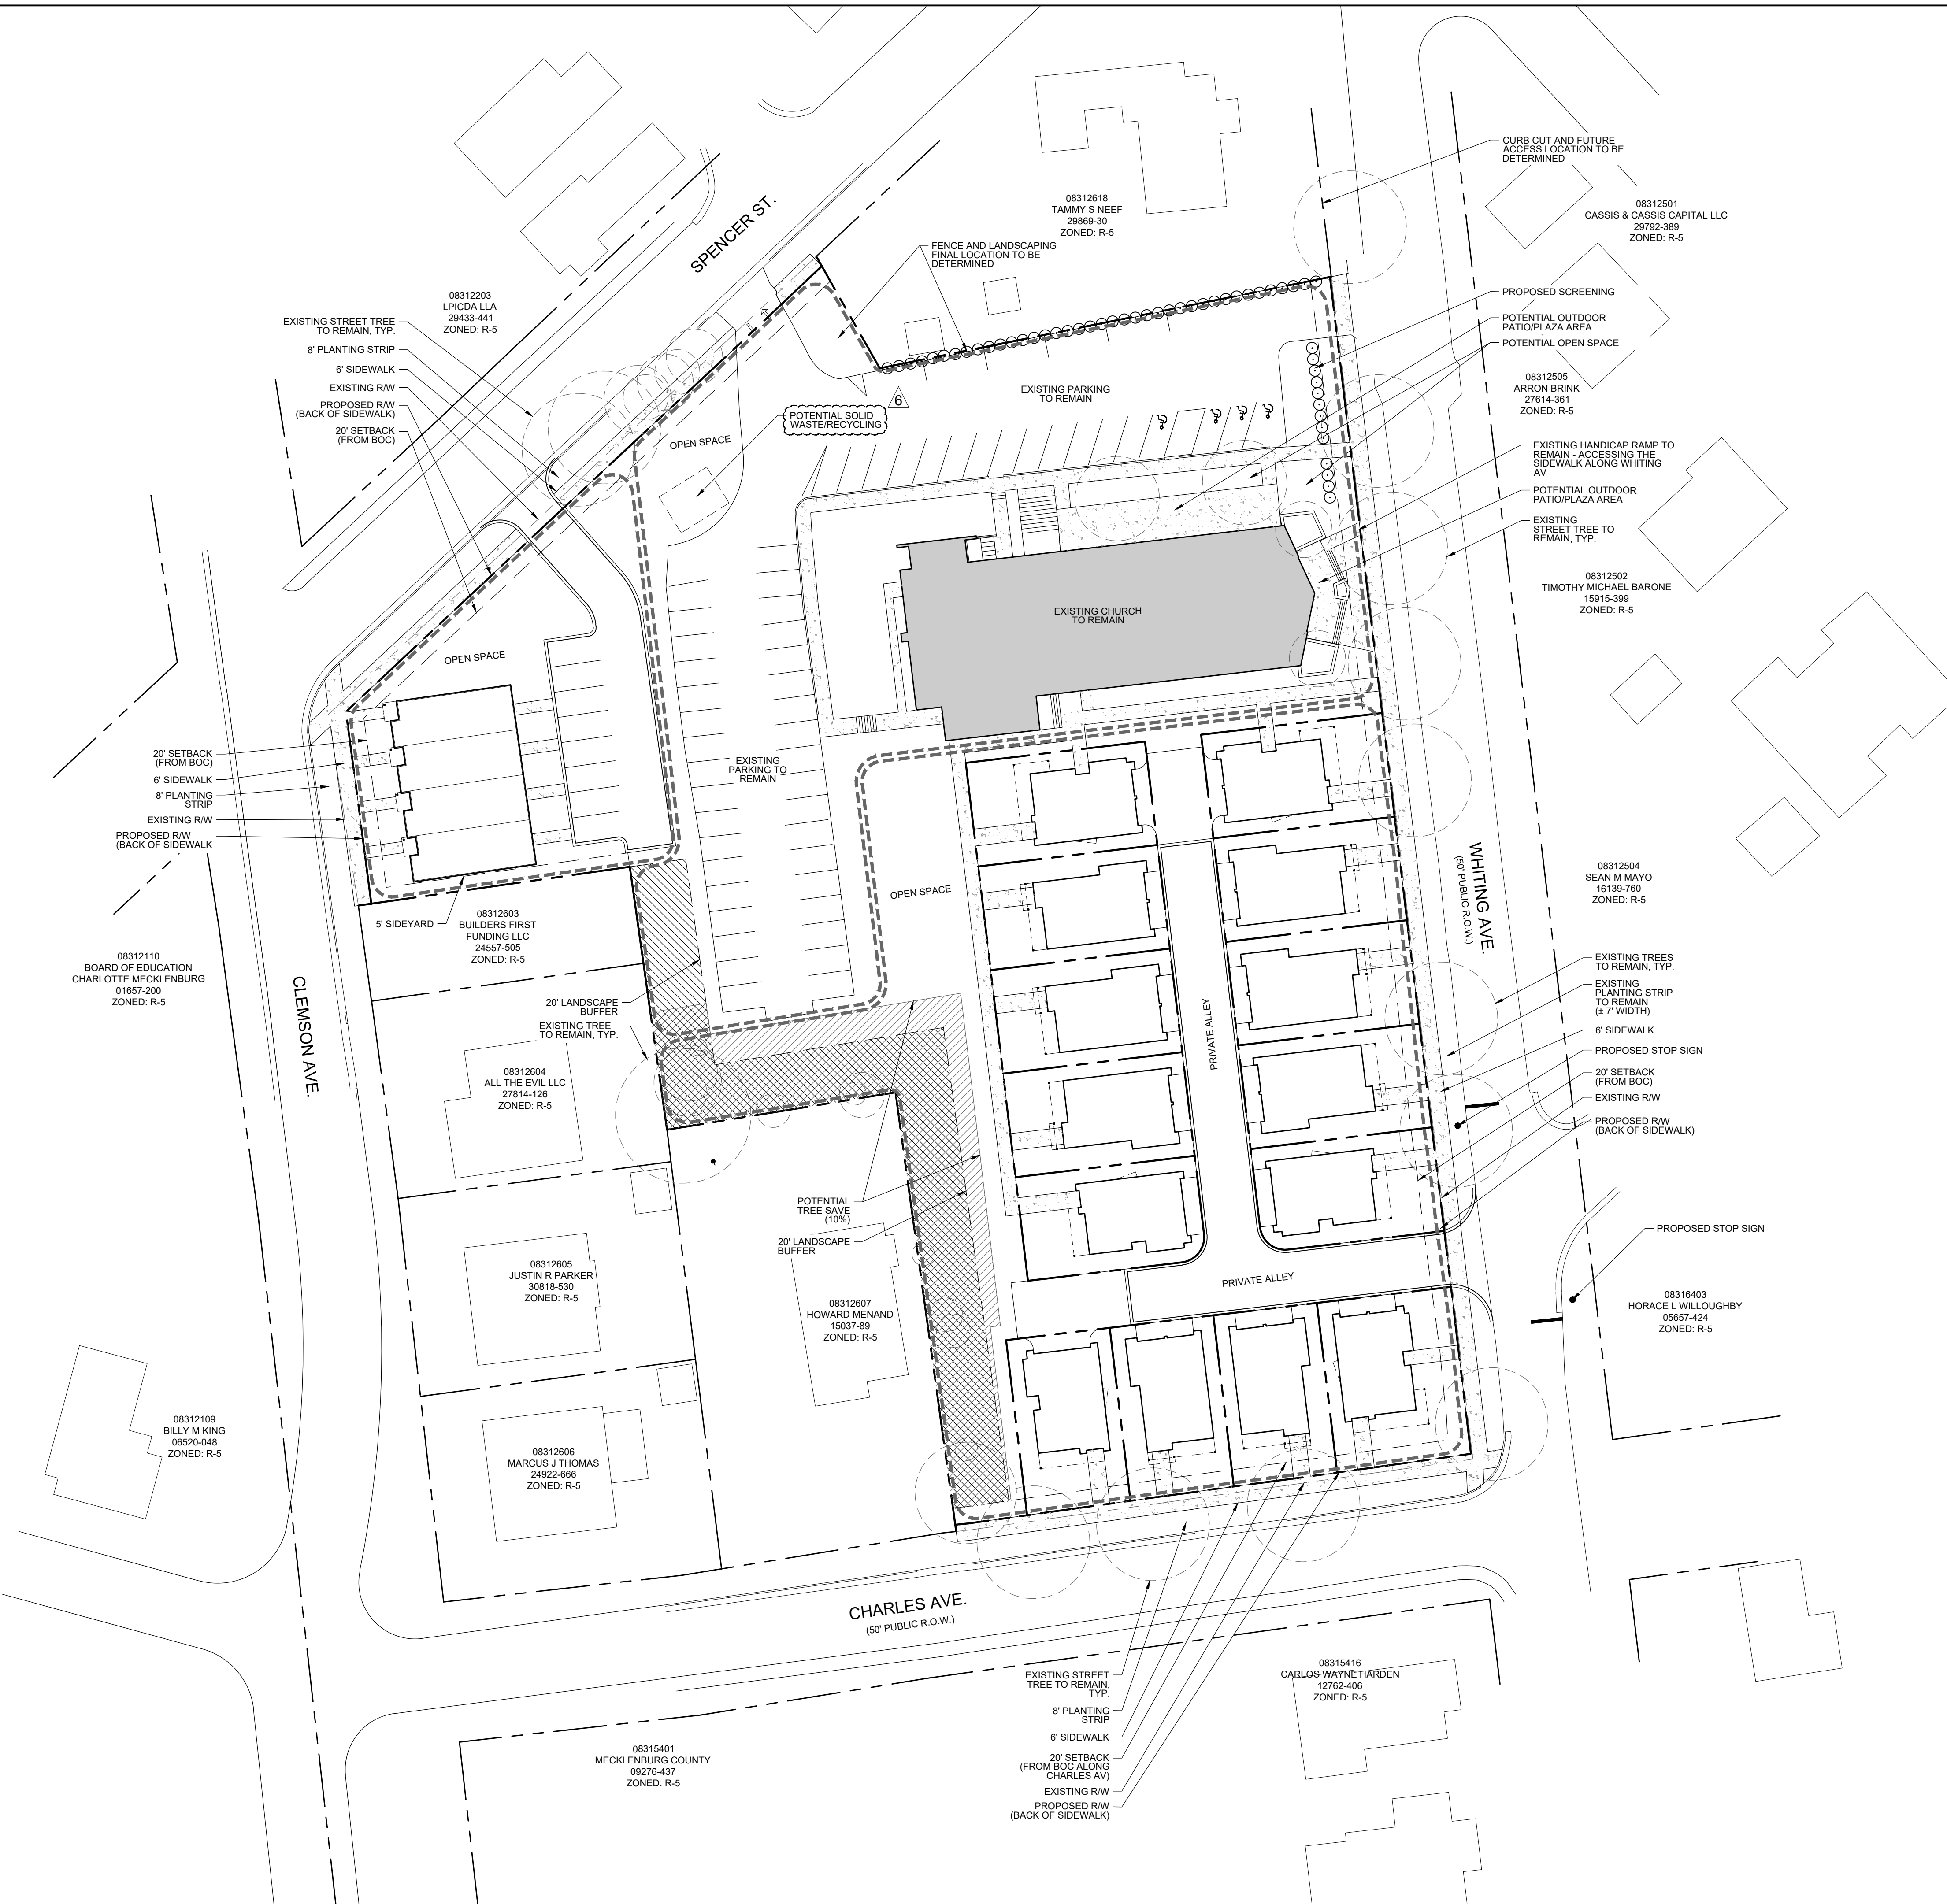 SPENCER ST.
CURB CUT AND FUTURE
ACCESS LOCATION TO BE
DETERMINED
08312618
TAMMY S NEEF
29869-30
ZONED: R-5
08312501
CASSIS & CASSIS CAPITAL LLC
29792-389
ZONED: R-5
FENCE AND LANDSCAPING
FINAL LOCATION TO BE
DETERMINED
08312203
LPICDA LLA
29433-441
ZONED: R-5
EXISTING STREET TREE
TO REMAIN, TYP.
8' PLANTING STRIP
6' SIDEWALK
EXISTING R/W
PROPOSED R/W
(BACK OF SIDEWALK)
20' SETBACK
(FROM BOC)
PROPOSED SCREENING
POTENTIAL OUTDOOR
PATIO/PLAZA AREA
POTENTIAL OPEN SPACE
08312505
ARRON BRINK
27614-361
ZONED: R-5
EXISTING PARKING
TO REMAIN
6
POTENTIAL SOLID
WASTE/RECYCLING
OPEN SPACE
EXISTING HANDICAP RAMP TO
REMAIN - ACCESSING THE
SIDEWALK ALONG WHITING
AV
POTENTIAL OUTDOOR
PATIO/PLAZA AREA
EXISTING
STREET TREE TO
REMAIN, TYP.
08312502
TIMOTHY MICHAEL BARONE
15915-399
ZONED: R-5
EXISTING CHURCH
TO REMAIN
OPEN SPACE
20' SETBACK
(FROM BOC)
6' SIDEWALK
8' PLANTING
STRIP
EXISTING R/W
PROPOSED R/W
(BACK OF SIDEWALK
EXISTING
PARKING TO
REMAIN
OPEN SPACE
WHITING AVE.
(50' PUBLIC R.O.W.)
08312504
SEAN M MAYO
16139-760
ZONED: R-5
5' SIDEYARD
08312603
BUILDERS FIRST
FUNDING LLC
24557-505
ZONED: R-5
08312110
BOARD OF EDUCATION
CHARLOTTE MECKLENBURG
01657-200
ZONED: R-5
CLEMSON AVE.
20' LANDSCAPE
BUFFER
EXISTING TREE
TO REMAIN, TYP.
PRIVATE ALLEY
EXISTING TREES
TO REMAIN, TYP.
EXISTING
PLANTING STRIP
TO REMAIN
(± 7' WIDTH)
6' SIDEWALK
PROPOSED STOP SIGN
20' SETBACK
(FROM BOC)
EXISTING R/W
PROPOSED R/W
(BACK OF SIDEWALK)
08312604
ALL THE EVIL LLC
27814-126
ZONED: R-5
POTENTIAL
TREE SAVE
(10%)
20' LANDSCAPE
BUFFER
PROPOSED STOP SIGN
08312605
JUSTIN R PARKER
30818-530
ZONED: R-5
PRIVATE ALLEY
08312607
HOWARD MENAND
15037-89
ZONED: R-5
08316403
HORACE L WILLOUGHBY
05657-424
ZONED: R-5
08312109
BILLY M KING
06520-048
ZONED: R-5
08312606
MARCUS J THOMAS
24922-666
ZONED: R-5
CHARLES AVE.
(50' PUBLIC R.O.W.)
EXISTING STREET
TREE TO REMAIN,
TYP.
8' PLANTING
STRIP
6' SIDEWALK
20' SETBACK
(FROM BOC ALONG
CHARLES AV)
EXISTING R/W
PROPOSED R/W
(BACK OF SIDEWALK)
08315416
CARLOS WAYNE HARDEN
12762-406
ZONED: R-5
08315401
MECKLENBURG COUNTY
09276-437
ZONED: R-5